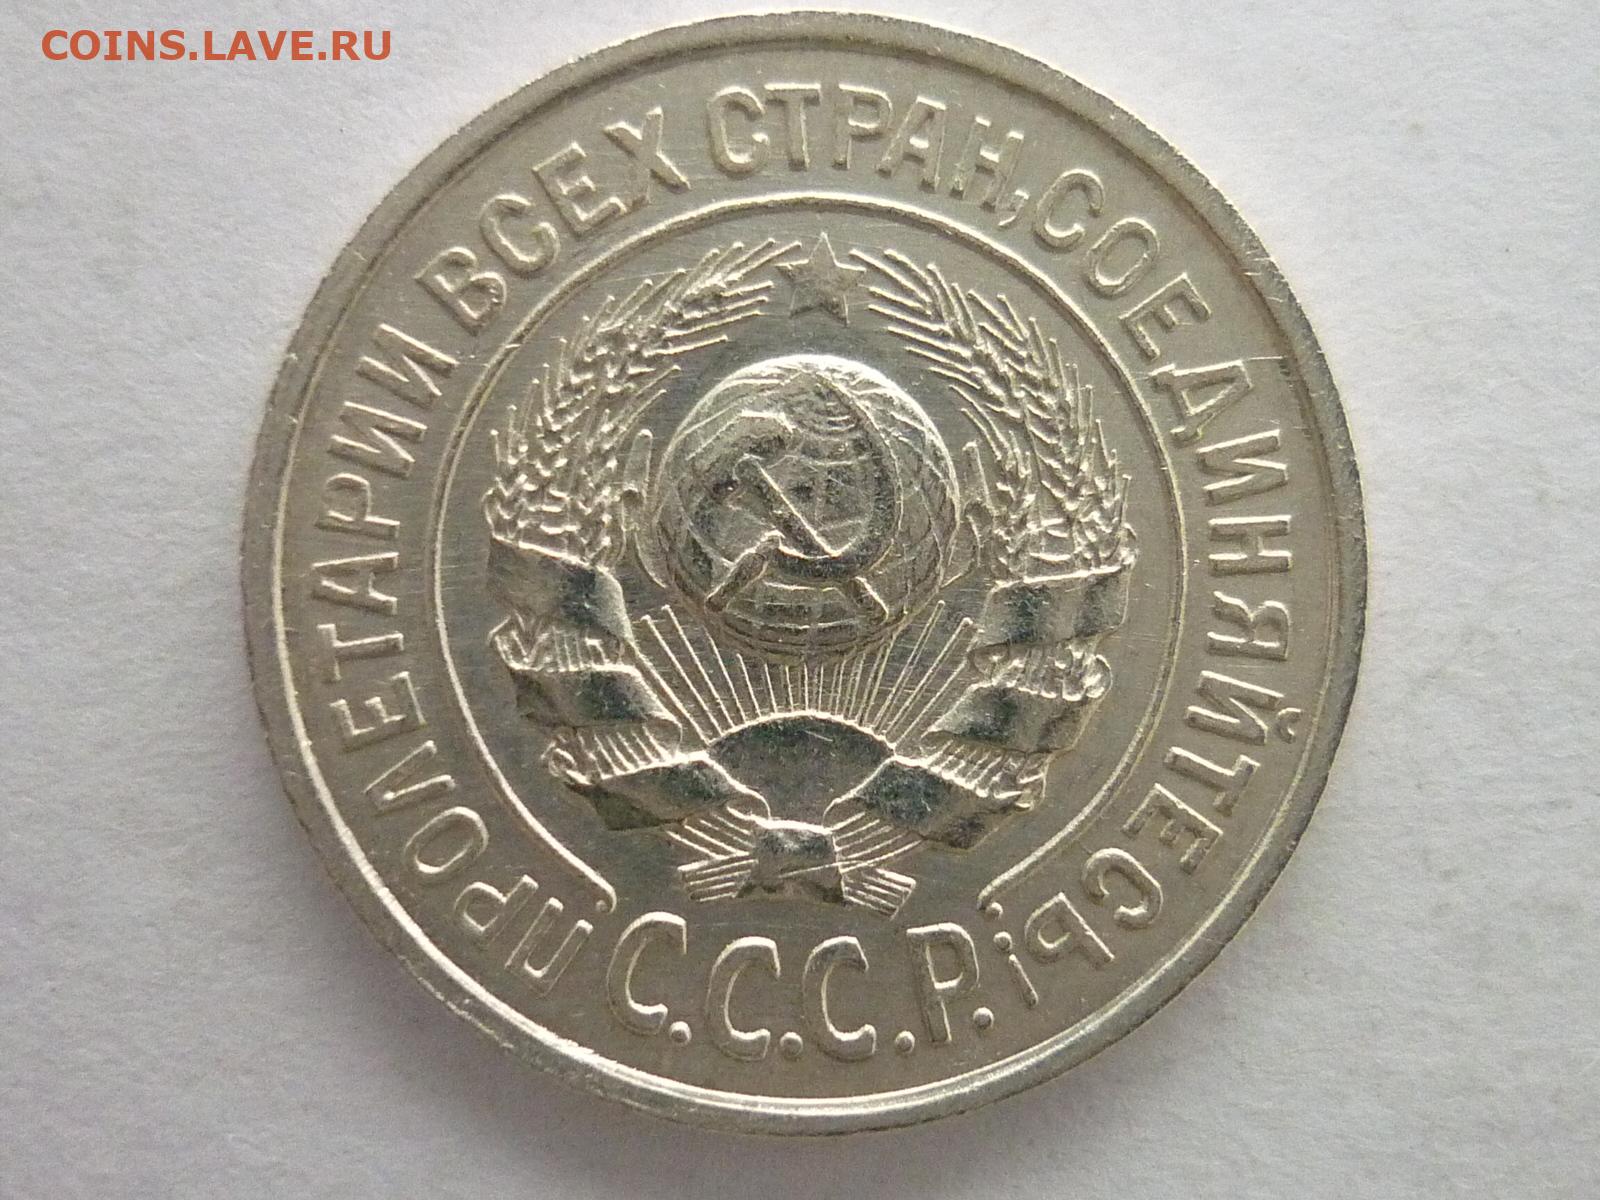 COINS.LAVE.RU
ПРОЛЕТАРИИ ВСЕХ СТРАН, СОЕДИНЯЙТЕСЬ!
С.С.С.Р.